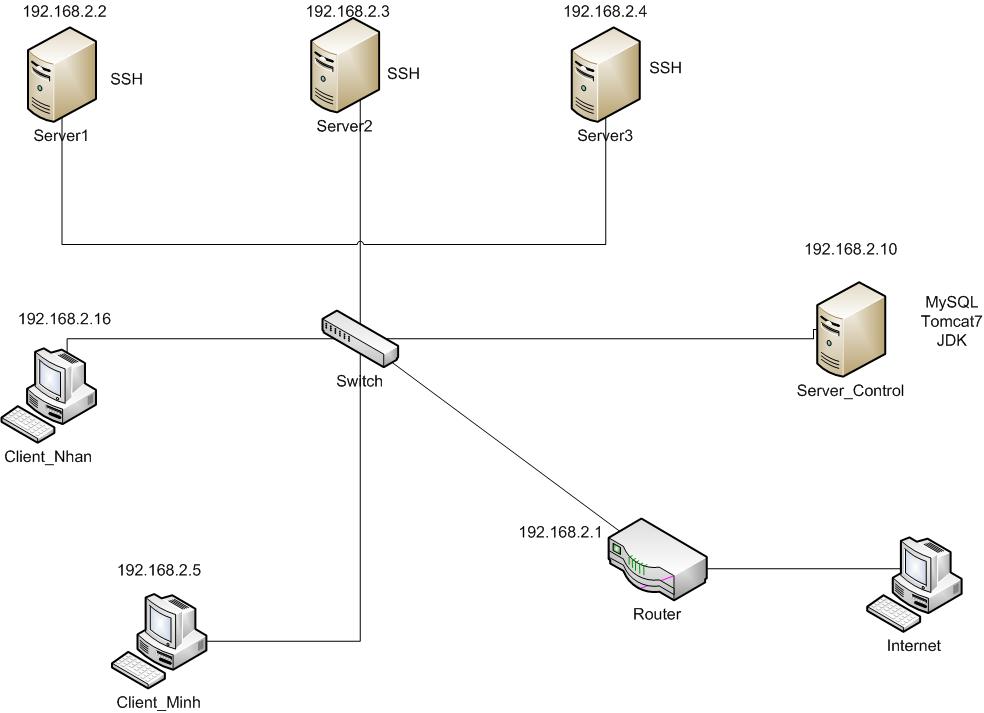 192.168.2.2
192.168.2.3
192.168.2.4
SSH
SSH
SSH
Server1
Server2
Server3
192.168.2.10
MySQL
Tomcat7
JDK
Server_Control
192.168.2.16
Switch
Client_Nhan
192.168.2.1
Router
Internet
192.168.2.5
Client_Minh